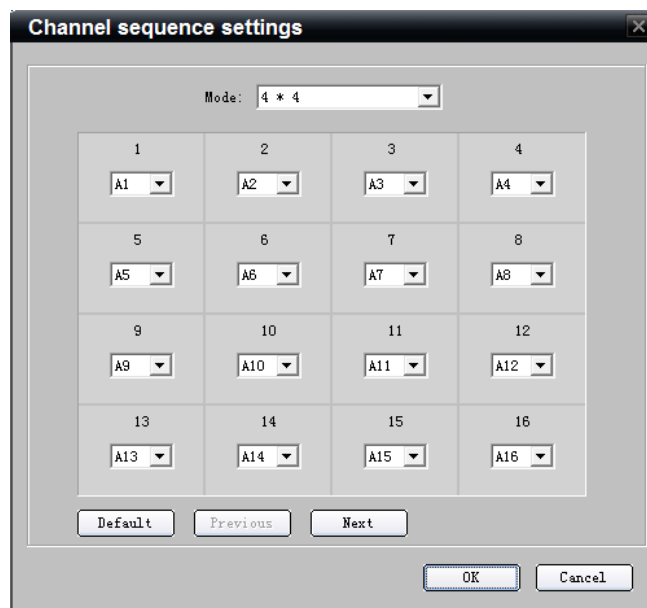 Channel sequence settings
Mode: 4 * 4
1 2 3 4
A1 A2 A3 A4
5 6 7 8
A5 A6 A7 A8
9 10 11 12
A9 A10 A11 A12
13 14 15 16
A13 A14 A15 A16
Default Previous Next
OK Cancel